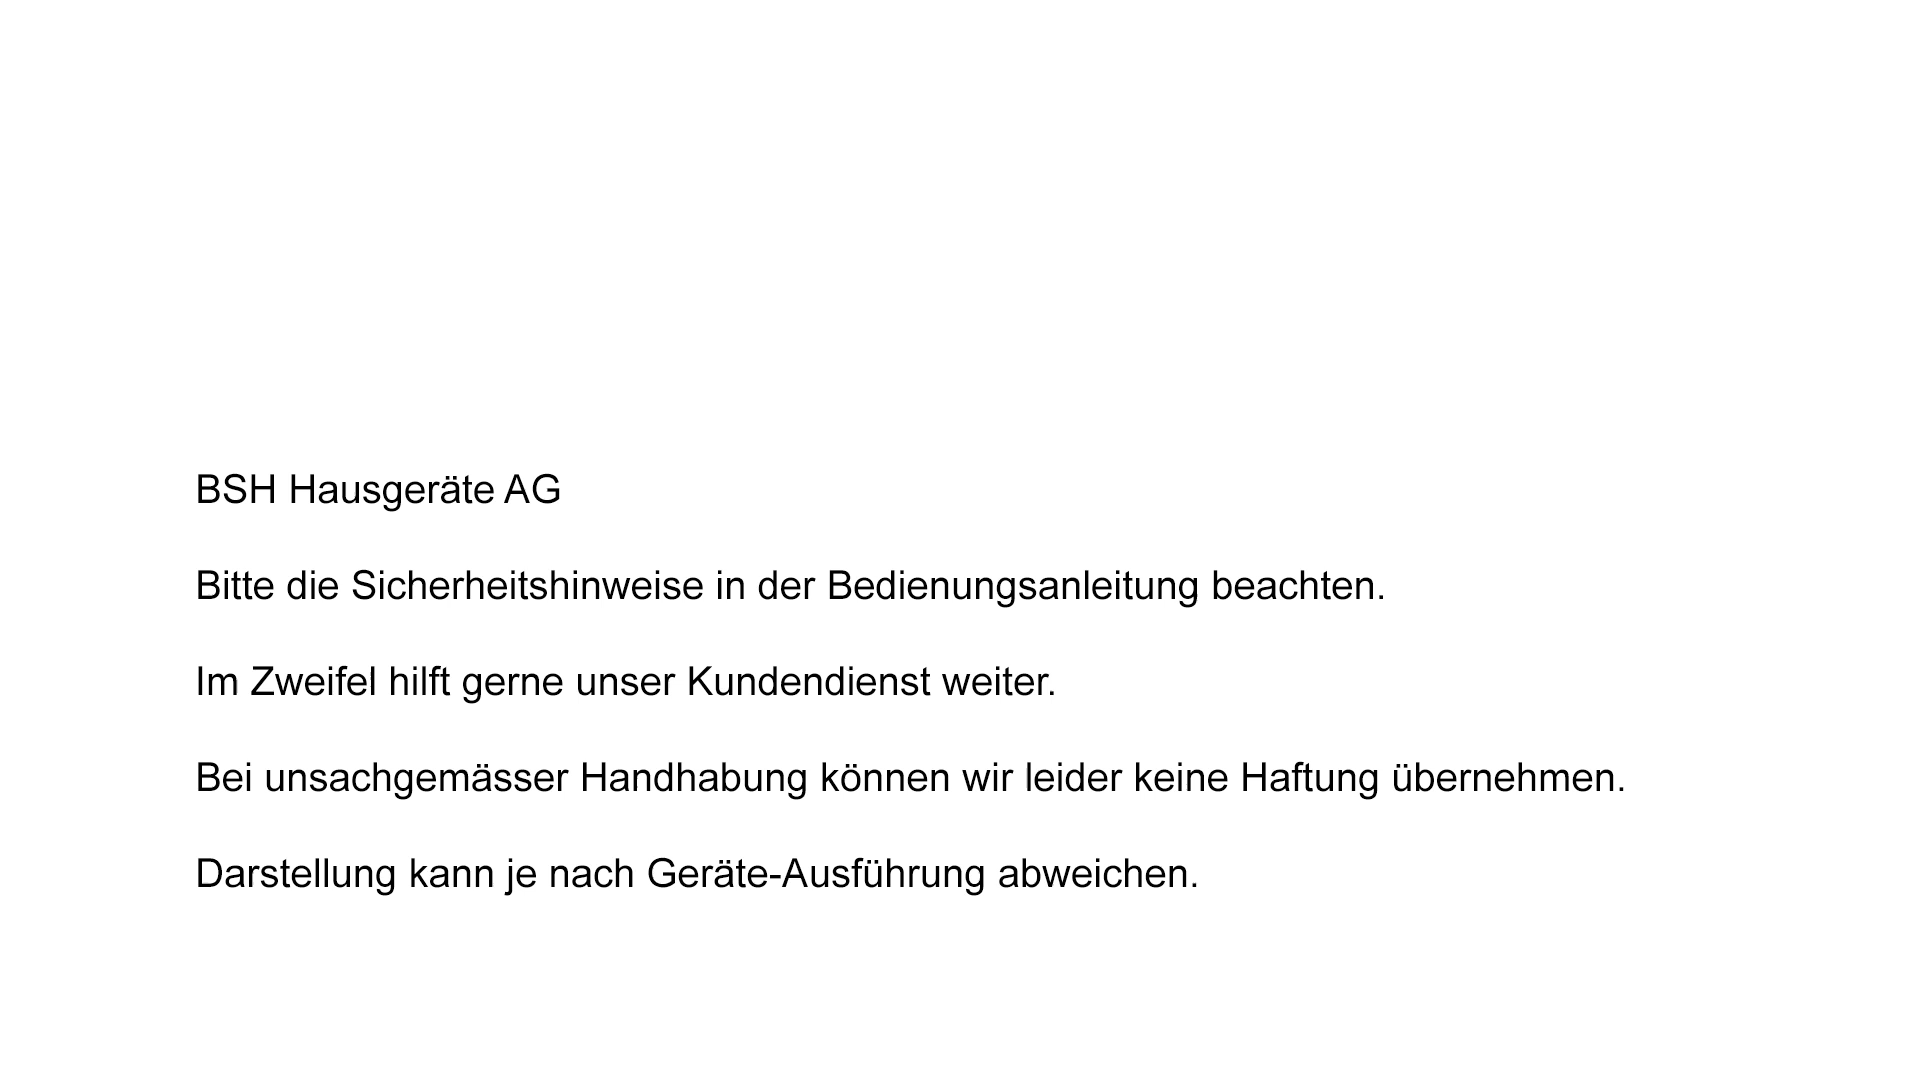 BSH Hausgeräte AG
Bitte die Sicherheitshinweise in der Bedienungsanleitung beachten.
Im Zweifel hilft gerne unser Kundendienst weiter.
Bei unsachgemässer Handhabung können wir leider keine Haftung übernehmen.
Darstellung kann je nach Geräte-Ausführung abweichen.